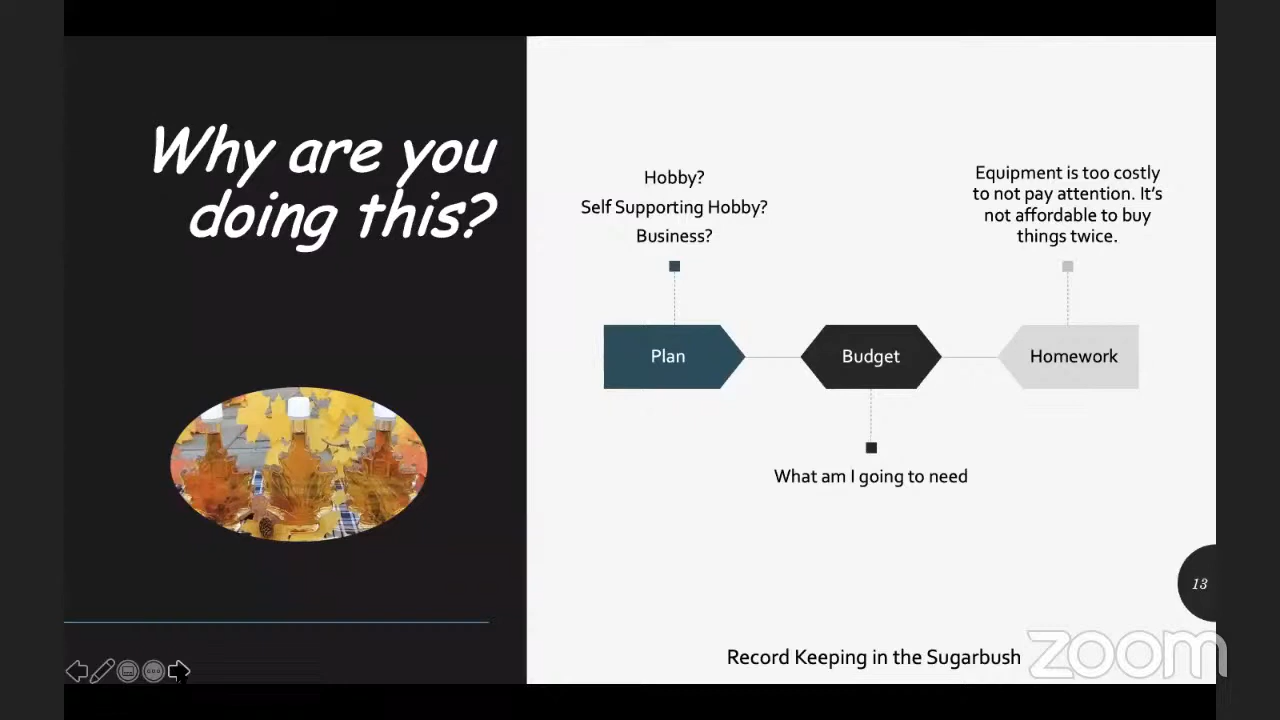 Why are you
doing this?
Hobby?
Self Supporting Hobby?
Business?
Equipment is too costly
to not pay attention. It's
not affordable to buy
things twice.
Plan
Budget
Homework
What am I going to need
13
Record Keeping in the Sugarbush
zoom